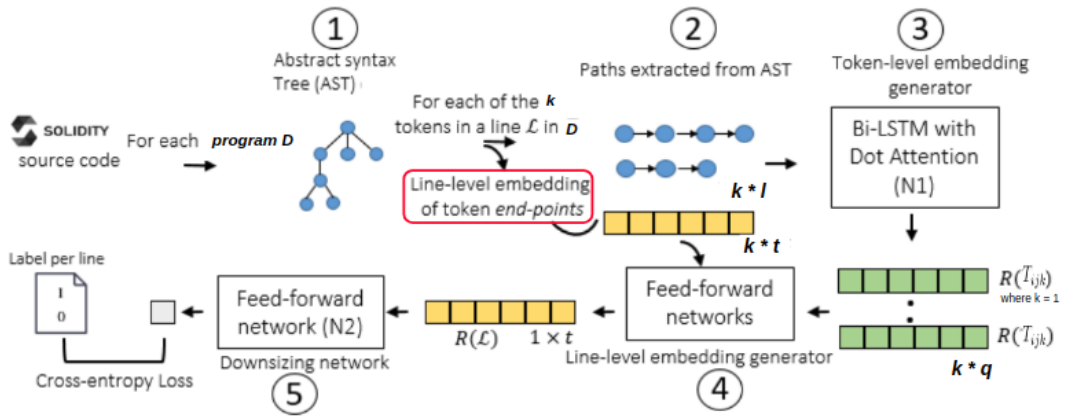 1
Abstract syntax
Tree (AST)
2
Paths extracted from AST
3
Token-level embedding
generator
SOLIDITY
source code
For each program D
For each of the k
tokens in a line ℒ in D
Line-level embedding
of token end-points
k * l
k * t
Bi-LSTM with
Dot Attention
(N1)
R(T_ijk)
where k = 1
R(T_ijk)
k * q
Feed-forward
networks
Line-level embedding generator
4
R(ℒ) 1 × t
Feed-forward
network (N2)
Downsizing network
5
Label per line
1
0
Cross-entropy Loss